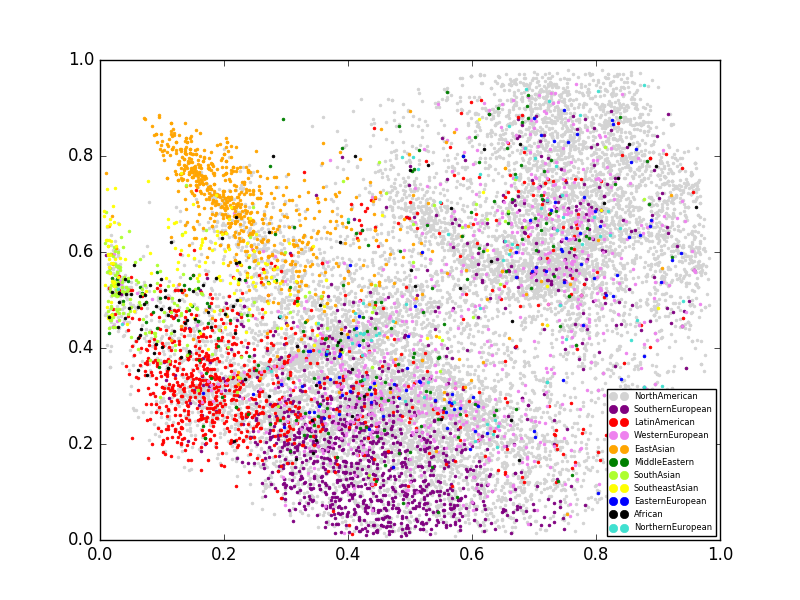 1.0
0.8
0.6
0.4
0.2
0.0
0.0 0.2 0.4 0.6 0.8 1.0
NorthAmerican
SouthernEuropean
LatinAmerican
WesternEuropean
EastAsian
MiddleEastern
SouthAsian
SoutheastAsian
EasternEuropean
African
NorthernEuropean